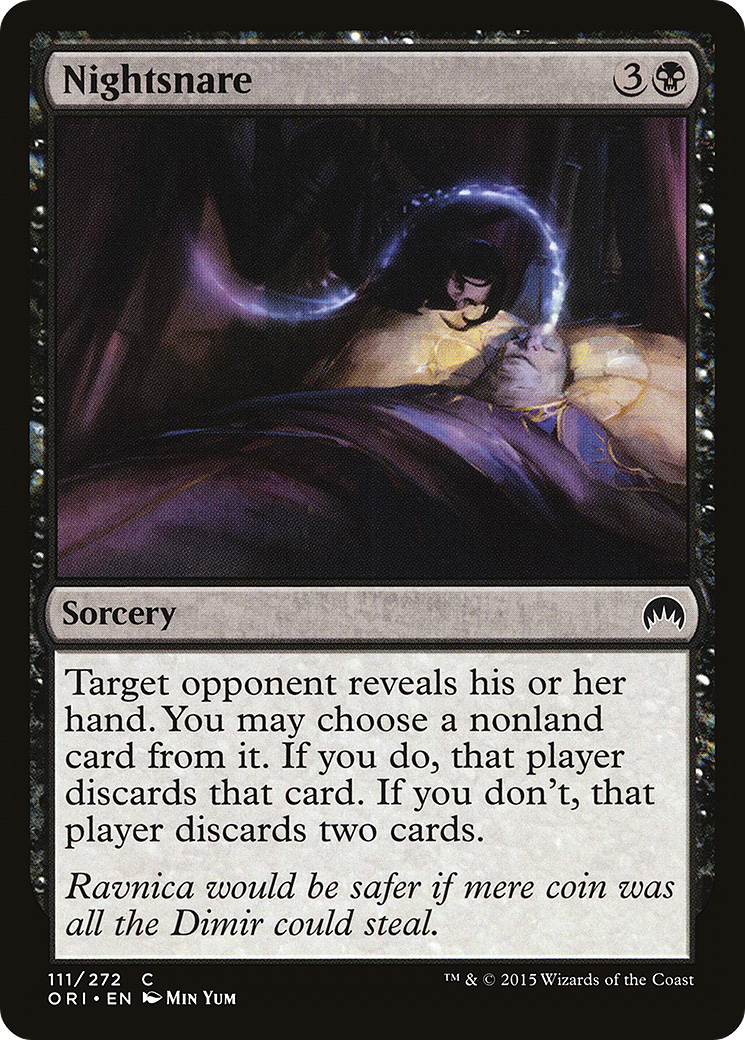 Nightsnare 3
Sorcery
Target opponent reveals his or her
hand. You may choose a nonland
card from it. If you do, that player
discards that card. If you don't, that
player discards two cards.
Ravnica would be safer if mere coin was
all the Dimir could steal.
111/272 C
ORI • EN Min Yum
™ & © 2015 Wizards of the Coast